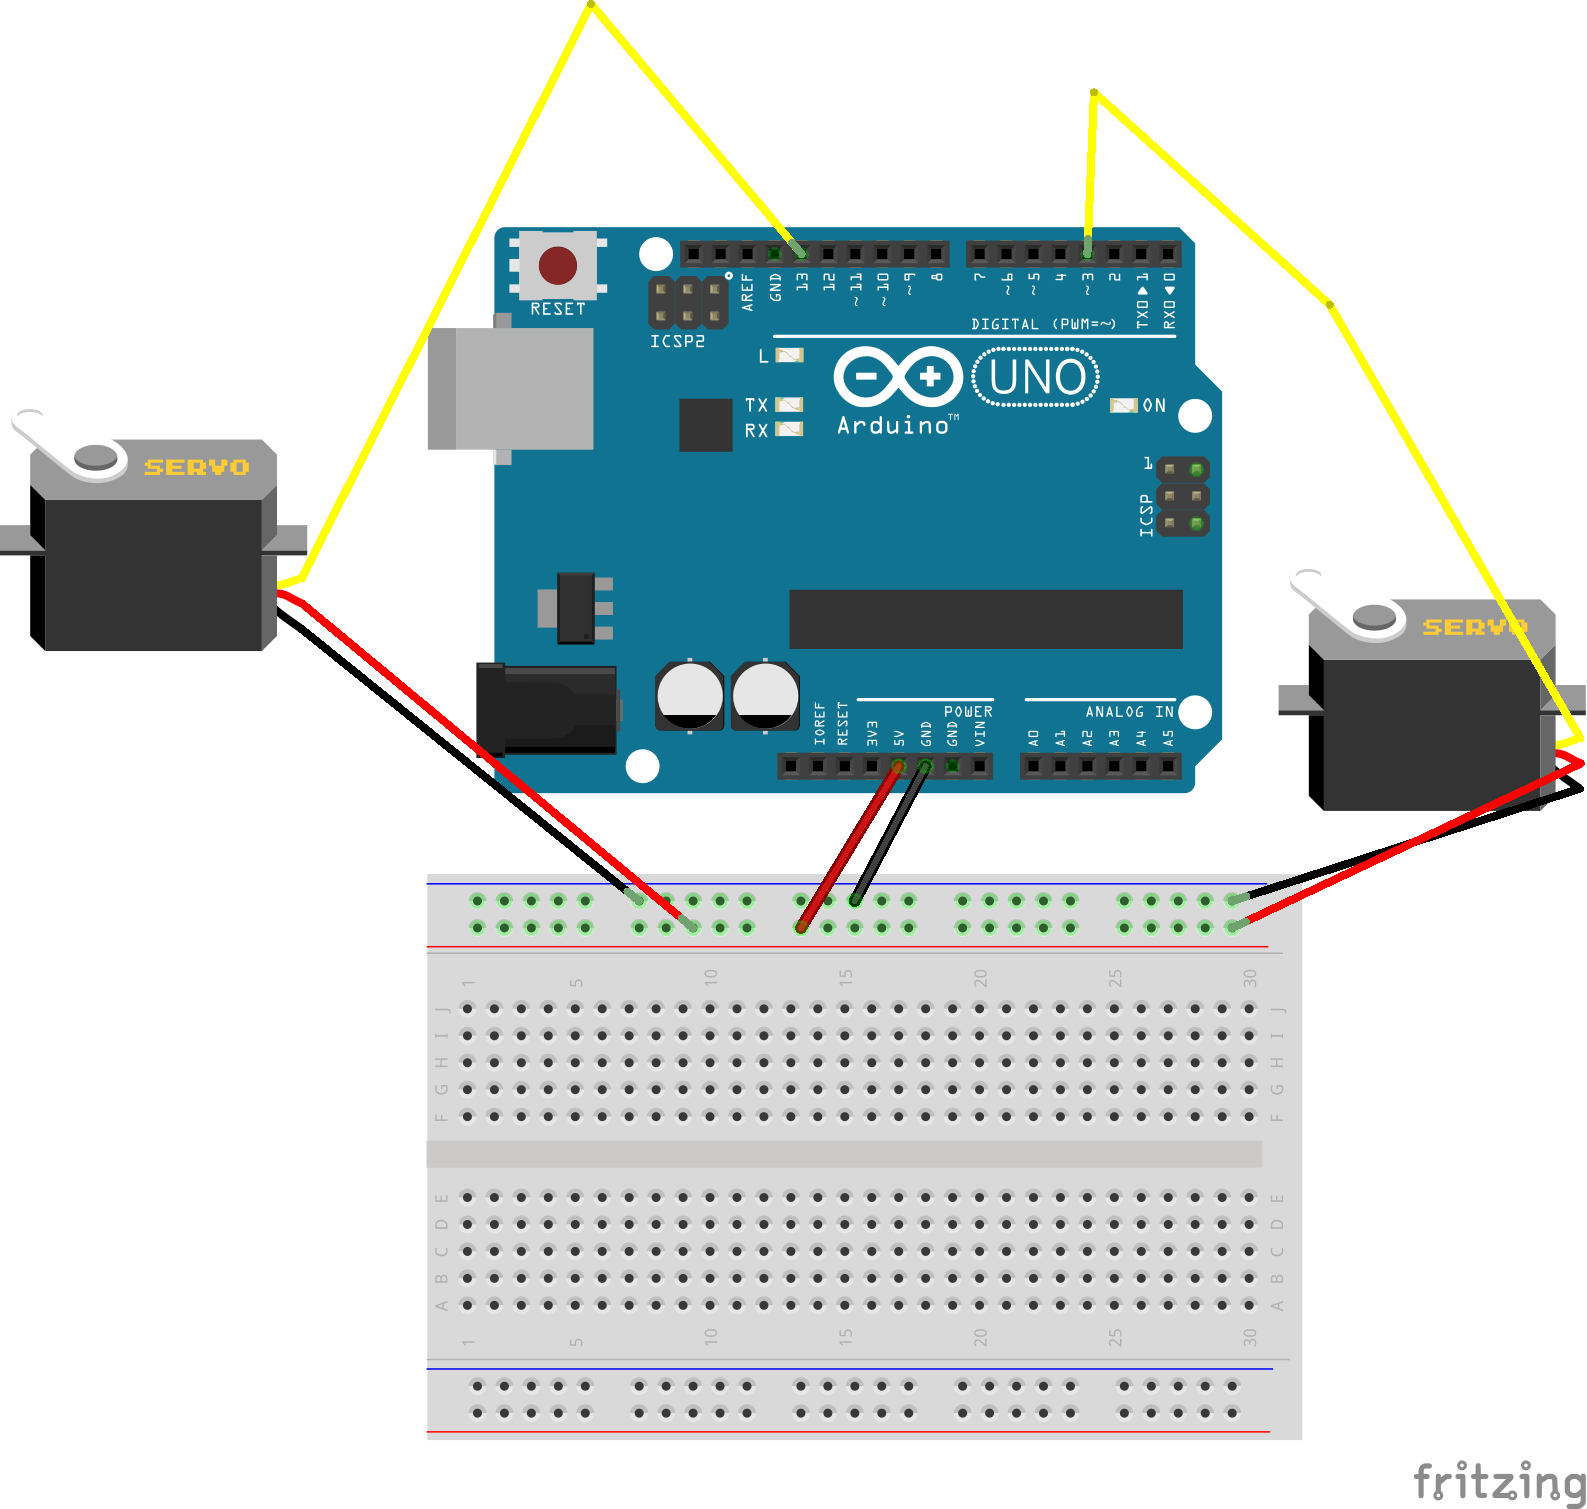 RESET
ICSP2
AREF
GND
13
12
~11
~10
~9
8
7
~6
~5
4
~3
2
TX0▶1
RX0◀0
DIGITAL (PWM=~)
L
TX
RX
Arduino™
UNO
ON
1
ICSP
SERVO
SERVO
IOREF
RESET
3V3
5V
GND
GND
VIN
POWER
ANALOG IN
A0
A1
A2
A3
A4
A5
1 5 10 15 20 25 30
J J
I I
H H
G G
F F
E E
D D
C C
B B
A A
1 5 10 15 20 25 30
fritzing